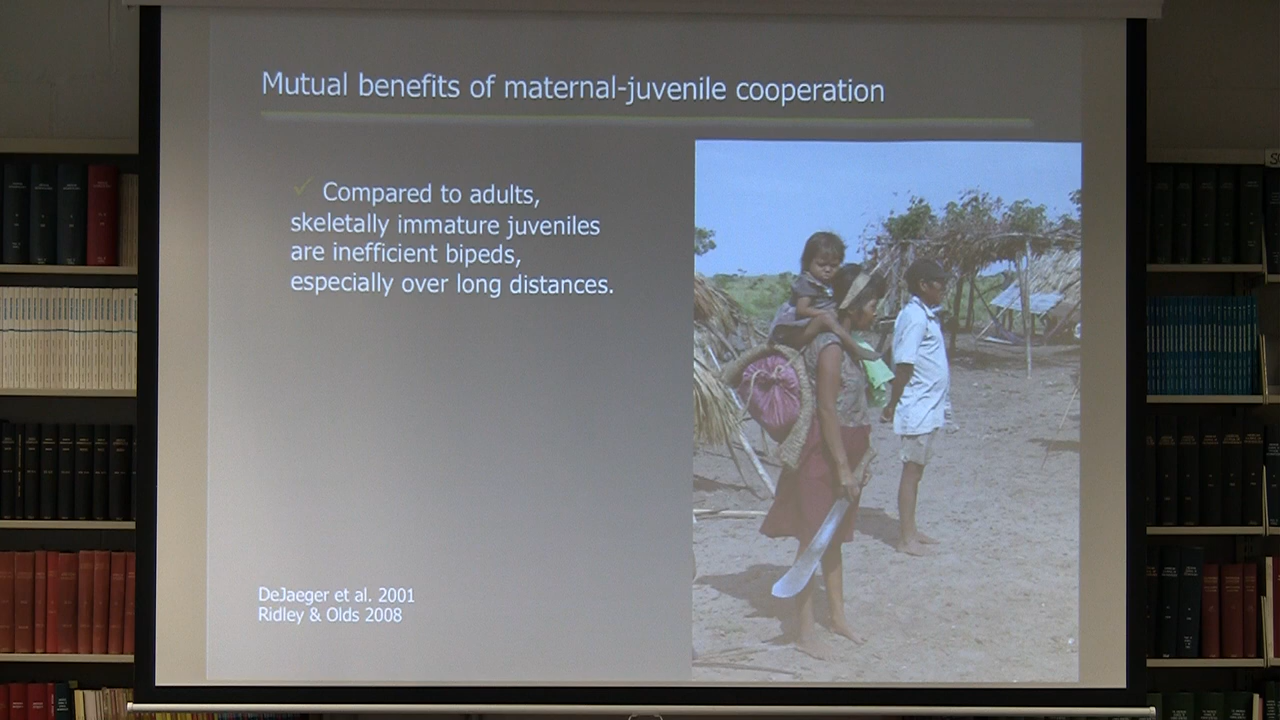 Mutual benefits of maternal-juvenile cooperation
Compared to adults,
skeletally immature juveniles
are inefficient bipeds,
especially over long distances.
DeJaeger et al. 2001
Ridley & Olds 2008